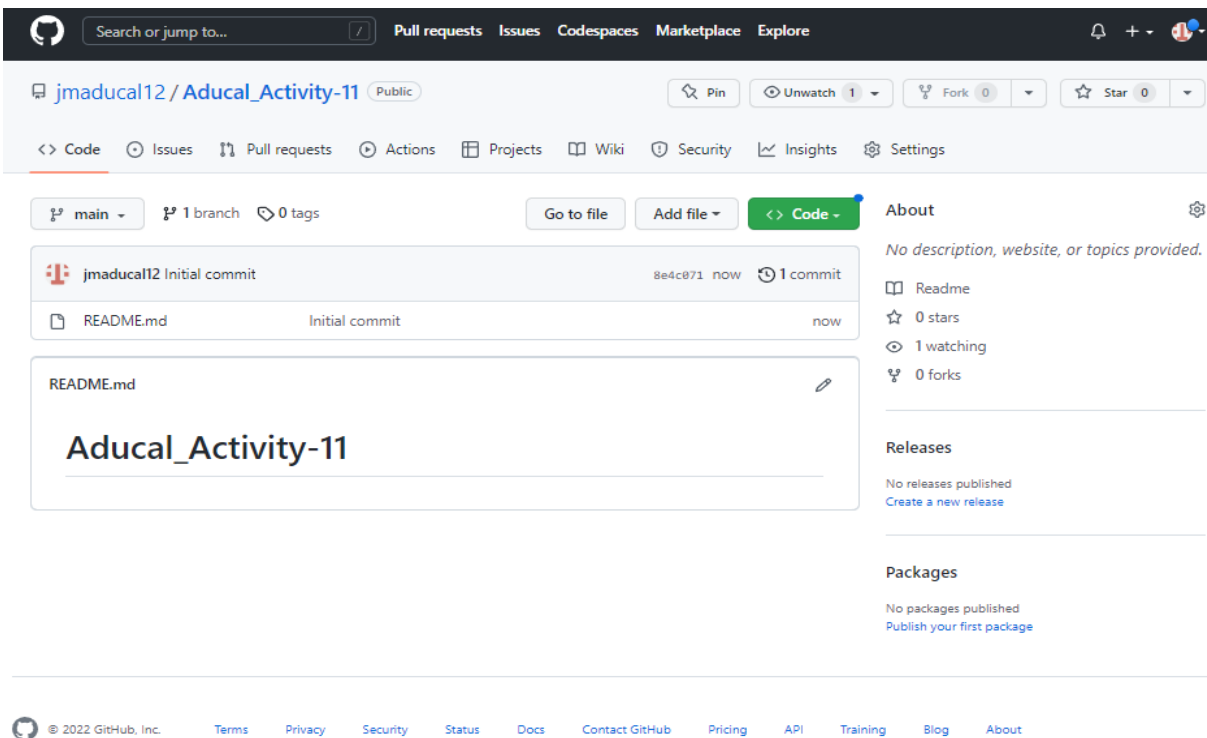 Search or jump to... / Pull requests Issues Codespaces Marketplace Explore
jmaducal12 / Aducal_Activity-11 Public Pin Unwatch 1 Fork 0 Star 0
<> Code Issues Pull requests Actions Projects Wiki Security Insights Settings
main 1 branch 0 tags Go to file Add file <> Code
jmaducal12 Initial commit 8e4c071 now 1 commit
README.md Initial commit now
README.md
Aducal_Activity-11
About
No description, website, or topics provided.
Readme
0 stars
1 watching
0 forks
Releases
No releases published
Create a new release
Packages
No packages published
Publish your first package
© 2022 GitHub, Inc. Terms Privacy Security Status Docs Contact GitHub Pricing API Training Blog About